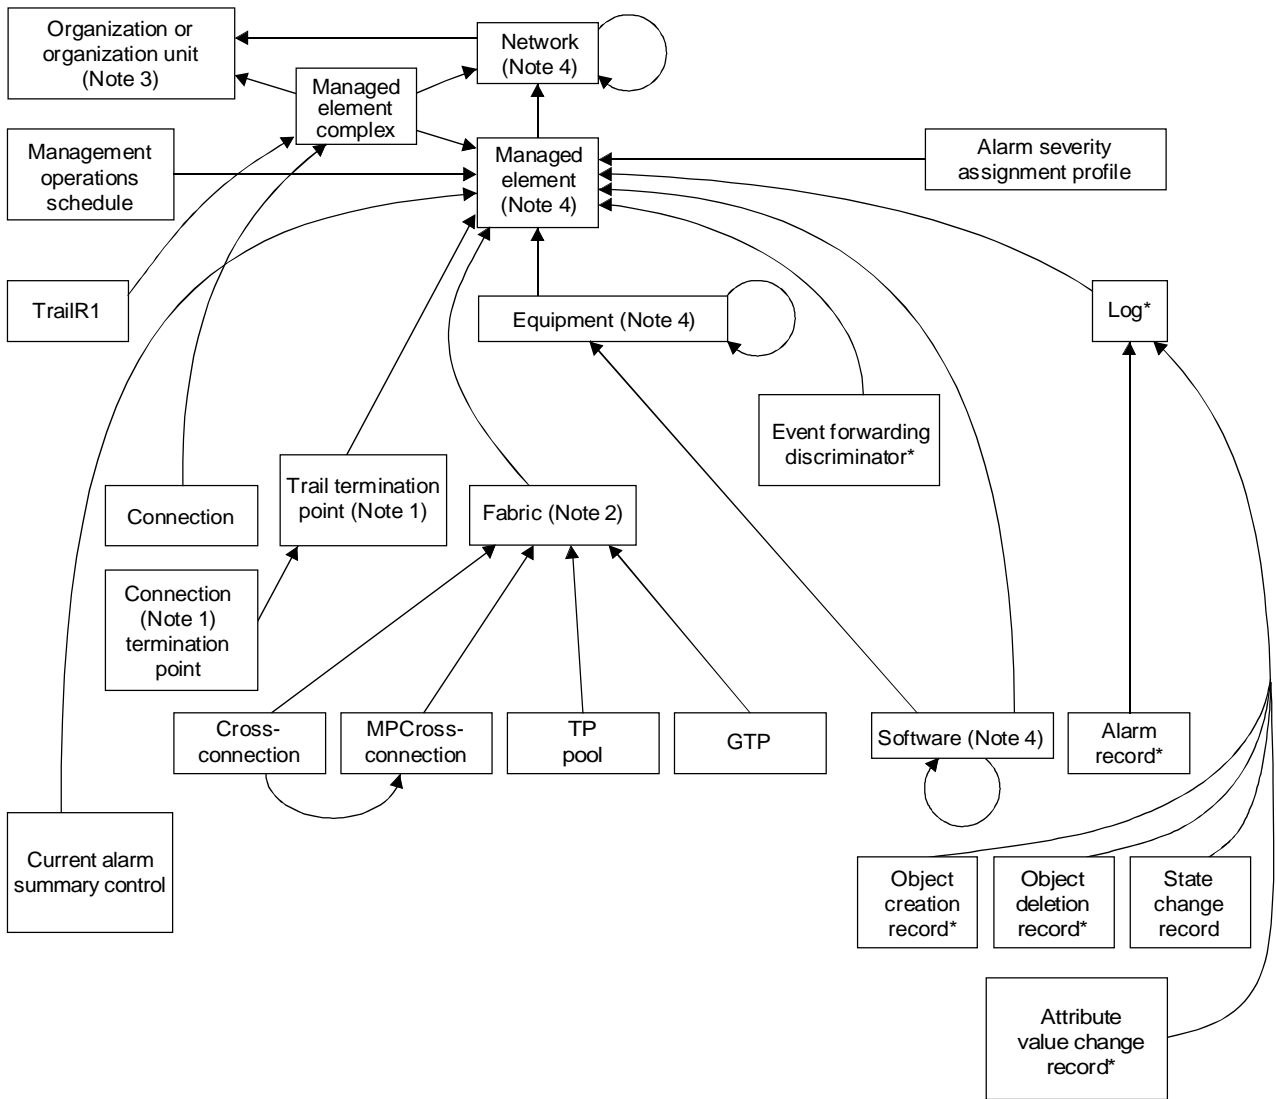 Organization or
organization unit
(Note 3)
Network
(Note 4)
Managed
element
complex
Management
operations
schedule
Managed
element
(Note 4)
Alarm severity
assignment profile
TrailR1
Equipment (Note 4)
Log*
Event forwarding
discriminator*
Connection
Trail termination
point (Note 1)
Fabric (Note 2)
Connection
(Note 1)
termination
point
Cross-
connection
MPCross-
connection
TP
pool
GTP
Software (Note 4)
Alarm
record*
Current alarm
summary control
Object
creation
record*
Object
deletion
record*
State
change
record
Attribute
value change
record*